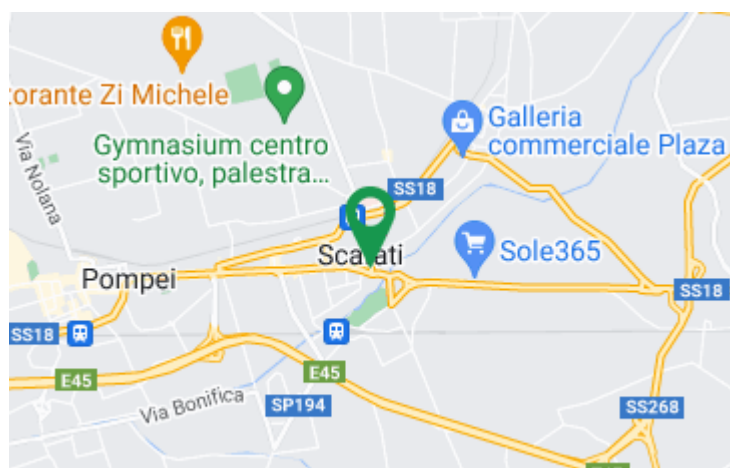 Zi Michele
Galleria
commerciale Plaza
Gymnasium centro
sportivo, palestra...
Via Nolana
SS18
Sole365
Pompei
SS18
SS18
E45
E45
Via Bonifica
SP194
SS268